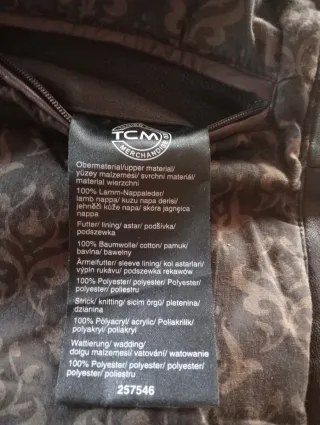 TCM
MERCHANDISE
Obermaterial/upper material/
yüzey malzemesi/ svrchní materiál/
materiał wierzchni
100% Lamm-Nappaleder/
lamb nappa/ kuzu napa deri/
jehněčí kůže napa/ skóra jagnięca
nappa
Futter/ lining/ astar/ podšívka/
podszewka
100% Baumwolle/ cotton/ pamuk/
bavlna/ bawełny
Ärmelfutter/ sleeve lining/ kol astarları/
výpln rukávu/ podszewka rękawów
100% Polyester/ polyester/ Polyester/
polyester/ poliestru
Strick/ knitting/ sicim örgü/ pletenina/
dzianina
100% Polyacryl/ acrylic/ Poliakrilik/
polyakryl/ poliakryl
Wattierung/ wadding/
dolgu malzemesi/ vatování/ watowanie
100% Polyester/ polyester/ polyester/
polyester/ poliestru
257546